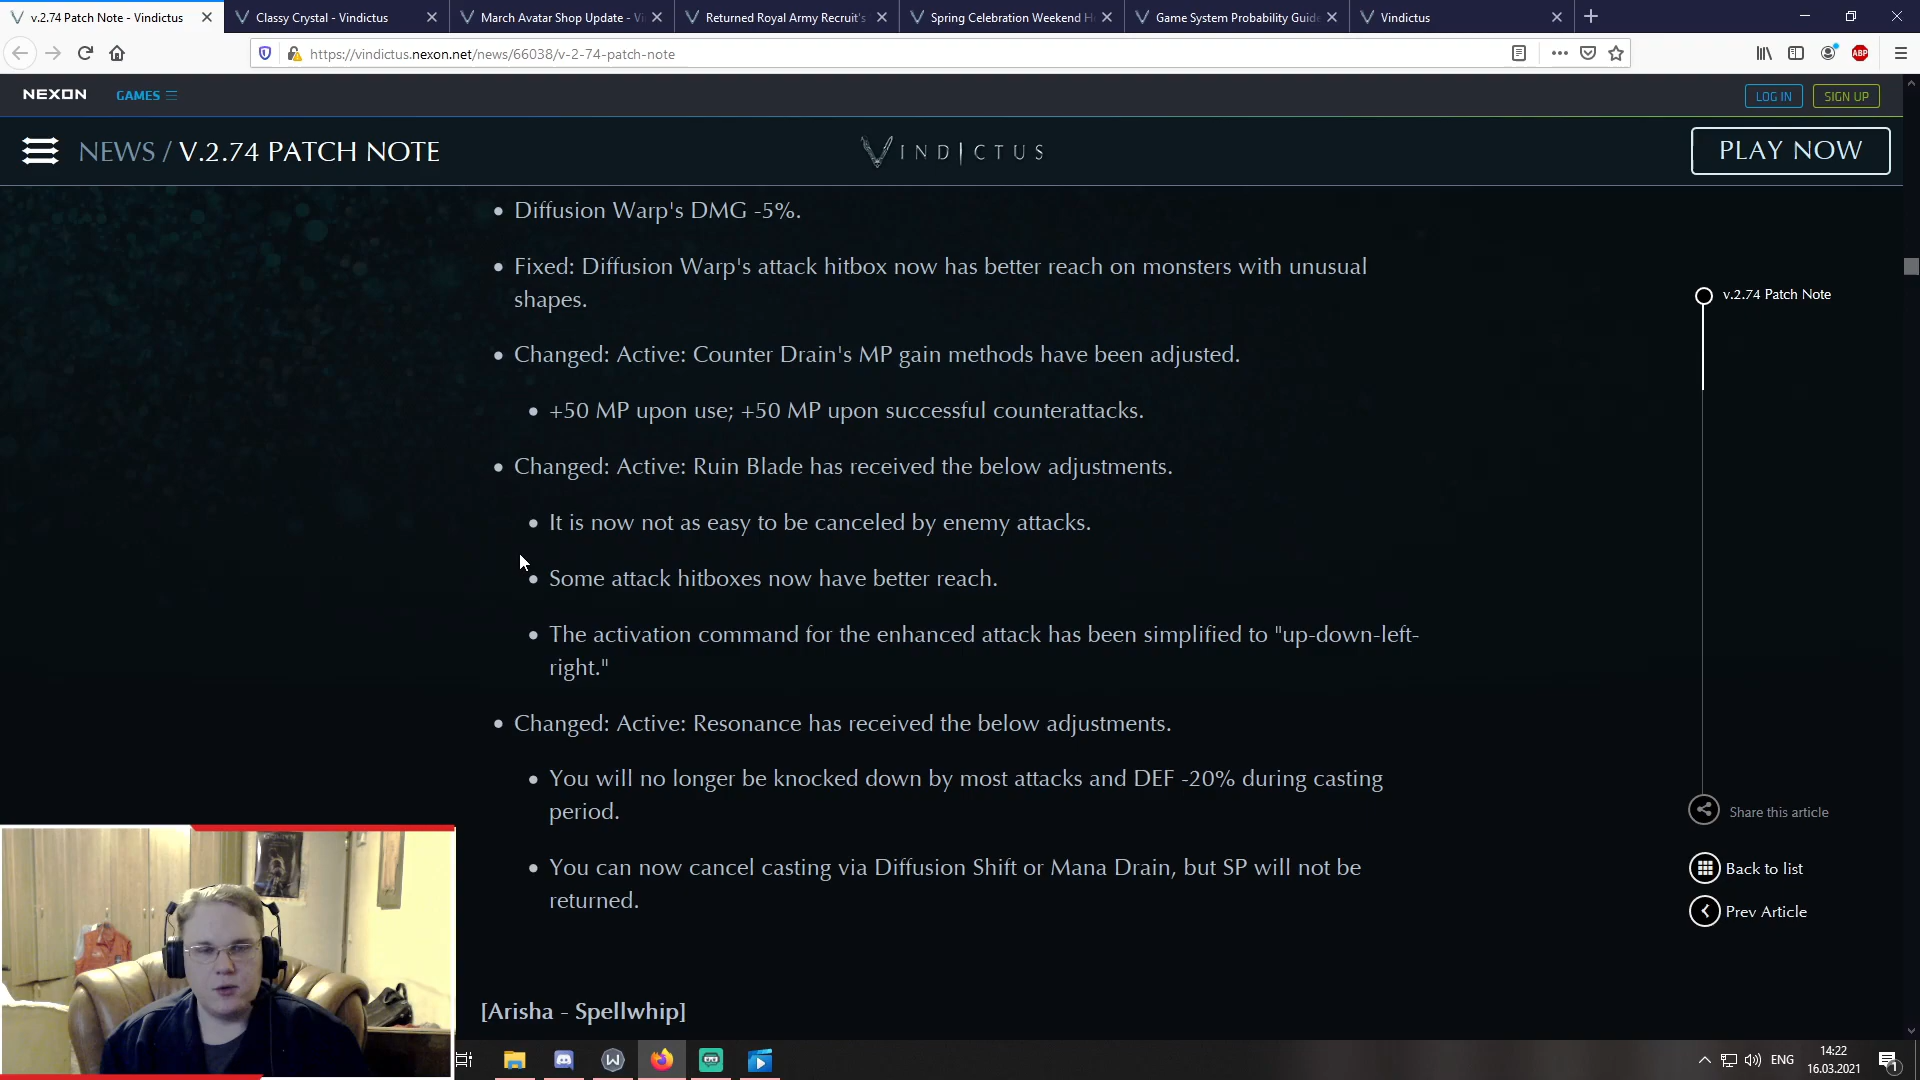 v.2.74 Patch Note - Vindictus
Classy Crystal - Vindictus
March Avatar Shop Update - Vi
Returned Royal Army Recruit's
Spring Celebration Weekend H
Game System Probability Guide
Vindictus
https://vindictus.nexon.net/news/66038/v-2-74-patch-note
ABP
NEXON
GAMES
LOG IN
SIGN UP
NEWS / V.2.74 PATCH NOTE
VINDICTUS
PLAY NOW
Diffusion Warp's DMG -5%.
Fixed: Diffusion Warp's attack hitbox now has better reach on monsters with unusual
shapes.
Changed: Active: Counter Drain's MP gain methods have been adjusted.
+50 MP upon use; +50 MP upon successful counterattacks.
Changed: Active: Ruin Blade has received the below adjustments.
It is now not as easy to be canceled by enemy attacks.
Some attack hitboxes now have better reach.
The activation command for the enhanced attack has been simplified to "up-down-left-
right."
Changed: Active: Resonance has received the below adjustments.
You will no longer be knocked down by most attacks and DEF -20% during casting
period.
You can now cancel casting via Diffusion Shift or Mana Drain, but SP will not be
returned.
[Arisha - Spellwhip]
v.2.74 Patch Note
Share this article
Back to list
Prev Article
ENG
14:22
16.03.2021
1